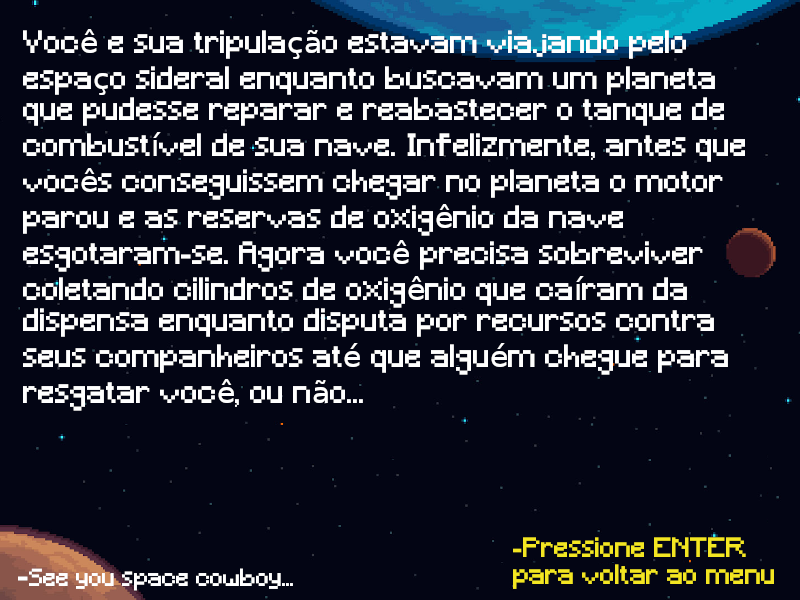 Você e sua tripulação estavam viajando pelo
espaço sideral enquanto buscavam um planeta
que pudesse reparar e reabastecer o tanque de
combustível de sua nave. Infelizmente, antes que
vocês conseguissem chegar no planeta o motor
parou e as reservas de oxigênio da nave
esgotaram-se. Agora você precisa sobreviver
coletando cilindros de oxigênio que caíram da
dispensa enquanto disputa por recursos contra
seus companheiros até que alguém chegue para
resgatar você, ou não...
-Pressione ENTER
para voltar ao menu
-See you space cowboy...